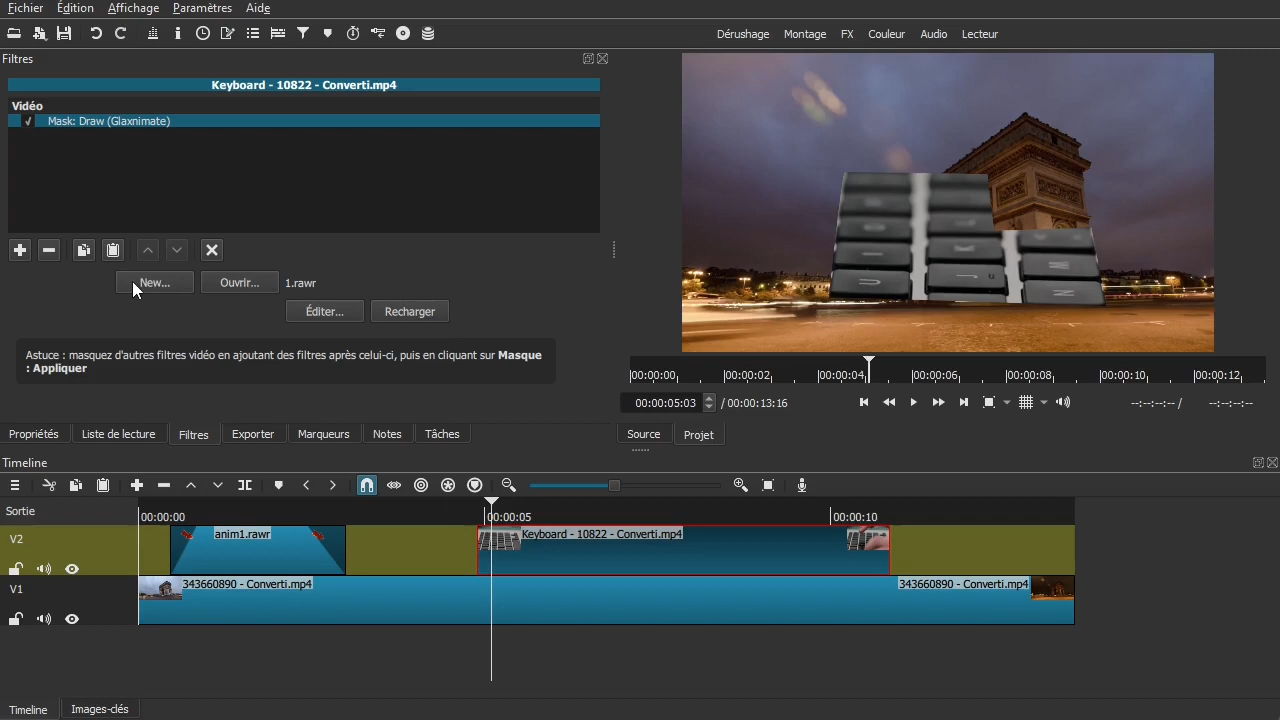 Fichier Édition Affichage Paramètres Aide
Dérushage Montage FX Couleur Audio Lecteur
Filtres
Keyboard - 10822 - Converti.mp4
Vidéo
Mask: Draw (Glaxnimate)
New... Ouvrir... 1.rawr
Éditer... Recharger
Astuce : masquez d'autres filtres vidéo en ajoutant des filtres après celui-ci, puis en cliquant sur Masque
: Appliquer
00:00:00 00:00:02 00:00:04 00:00:06 00:00:08 00:00:10 00:00:12
00:00:05:03 / 00:00:13:16 --:--:--:-- / --:--:--:--
Propriétés Liste de lecture Filtres Exporter Marqueurs Notes Tâches
Source Projet
Timeline
Sortie 00:00:00 00:00:05 00:00:10
V2 anim1.rawr Keyboard - 10822 - Converti.mp4
V1 343660890 - Converti.mp4 343660890 - Converti.mp4
Timeline Images-clés